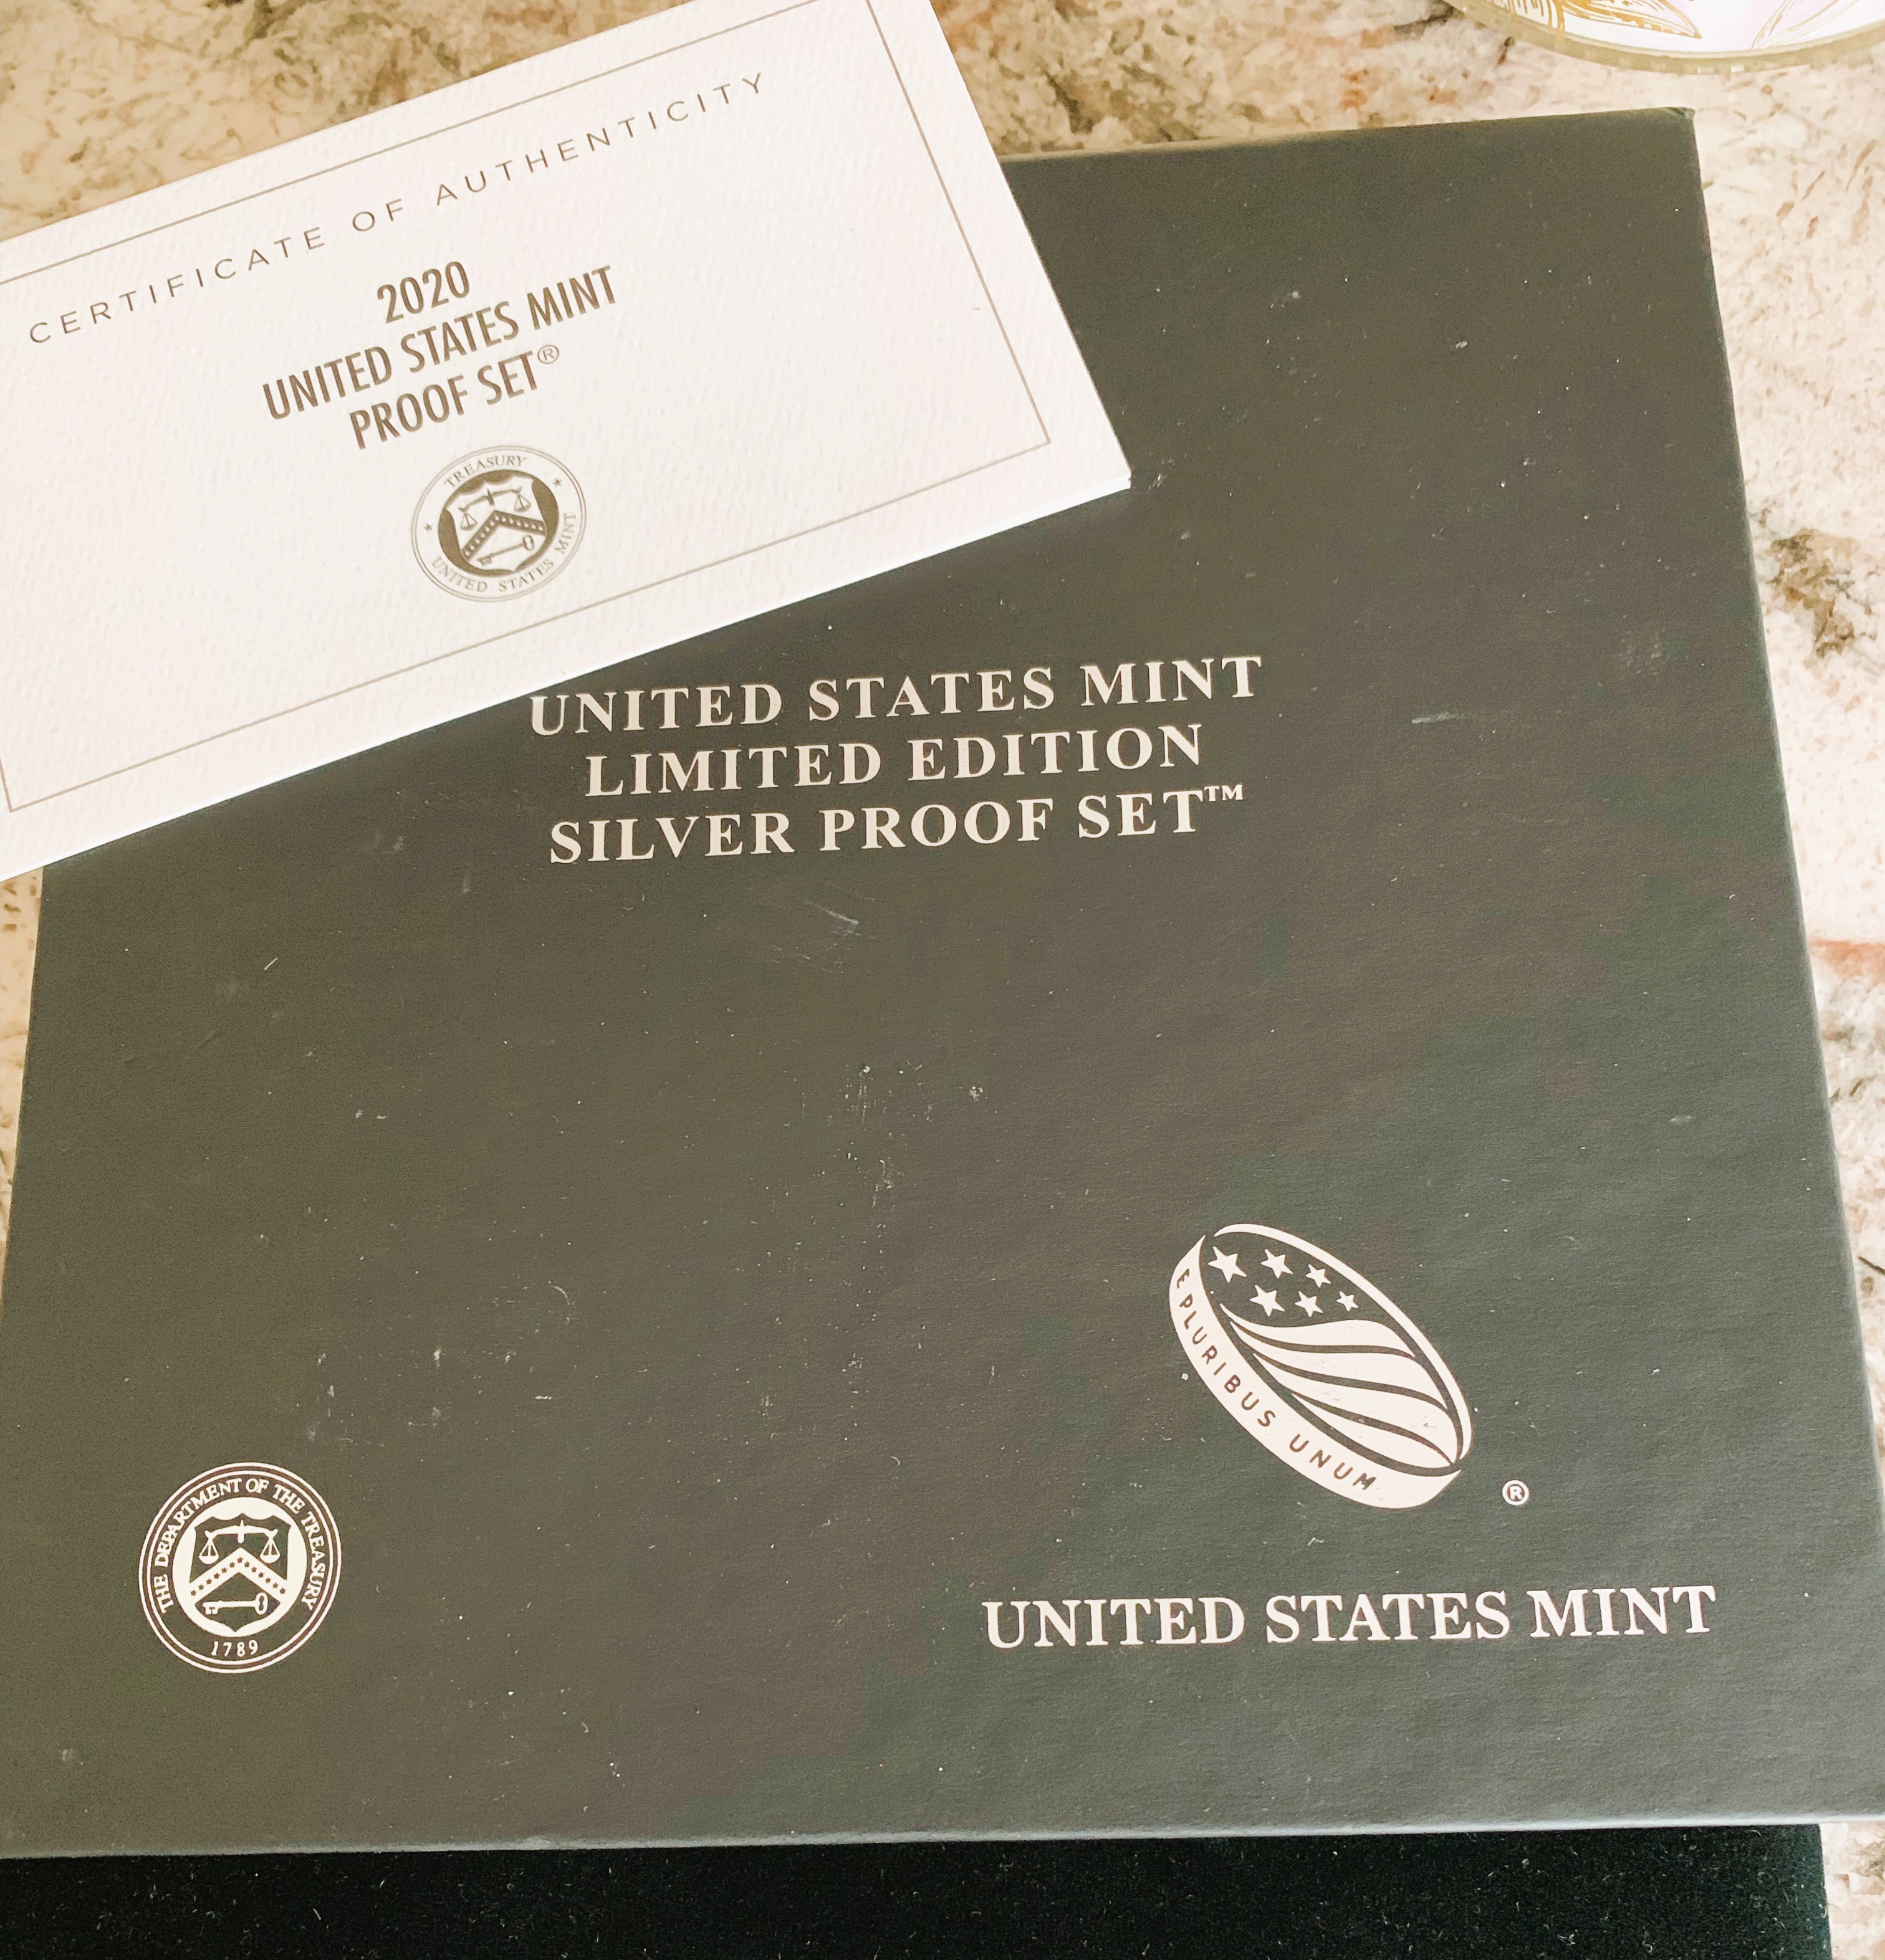 CERTIFICATE OF AUTHENTICITY
2020
UNITED STATES MINT
PROOF SET®
TREASURY
UNITED STATES MINT
UNITED STATES MINT
LIMITED EDITION
SILVER PROOF SET™
E PLURIBUS UNUM
®
THE DEPARTMENT OF THE TREASURY
1789
UNITED STATES MINT